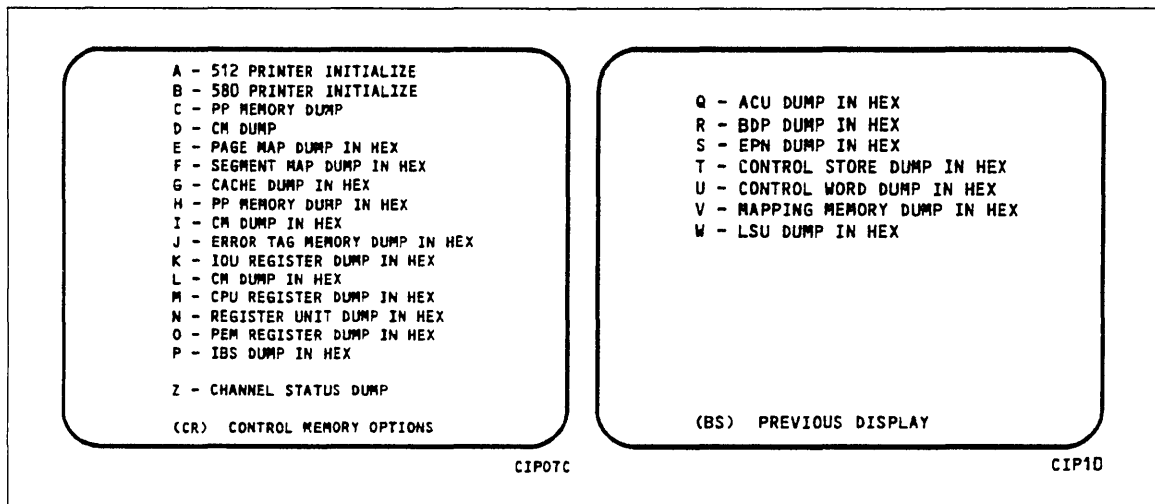 A - 512 PRINTER INITIALIZE
B - 580 PRINTER INITIALIZE
C - PP MEMORY DUMP
D - CM DUMP
E - PAGE MAP DUMP IN HEX
F - SEGMENT MAP DUMP IN HEX
G - CACHE DUMP IN HEX
H - PP MEMORY DUMP IN HEX
I - CM DUMP IN HEX
J - ERROR TAG MEMORY DUMP IN HEX
K - IOU REGISTER DUMP IN HEX
L - CM DUMP IN HEX
M - CPU REGISTER DUMP IN HEX
N - REGISTER UNIT DUMP IN HEX
O - PEM REGISTER DUMP IN HEX
P - IBS DUMP IN HEX
Z - CHANNEL STATUS DUMP
(CR) CONTROL MEMORY OPTIONS
CIP07C
Q - ACU DUMP IN HEX
R - BDP DUMP IN HEX
S - EPN DUMP IN HEX
T - CONTROL STORE DUMP IN HEX
U - CONTROL WORD DUMP IN HEX
V - MAPPING MEMORY DUMP IN HEX
W - LSU DUMP IN HEX
(BS) PREVIOUS DISPLAY
CIP1D